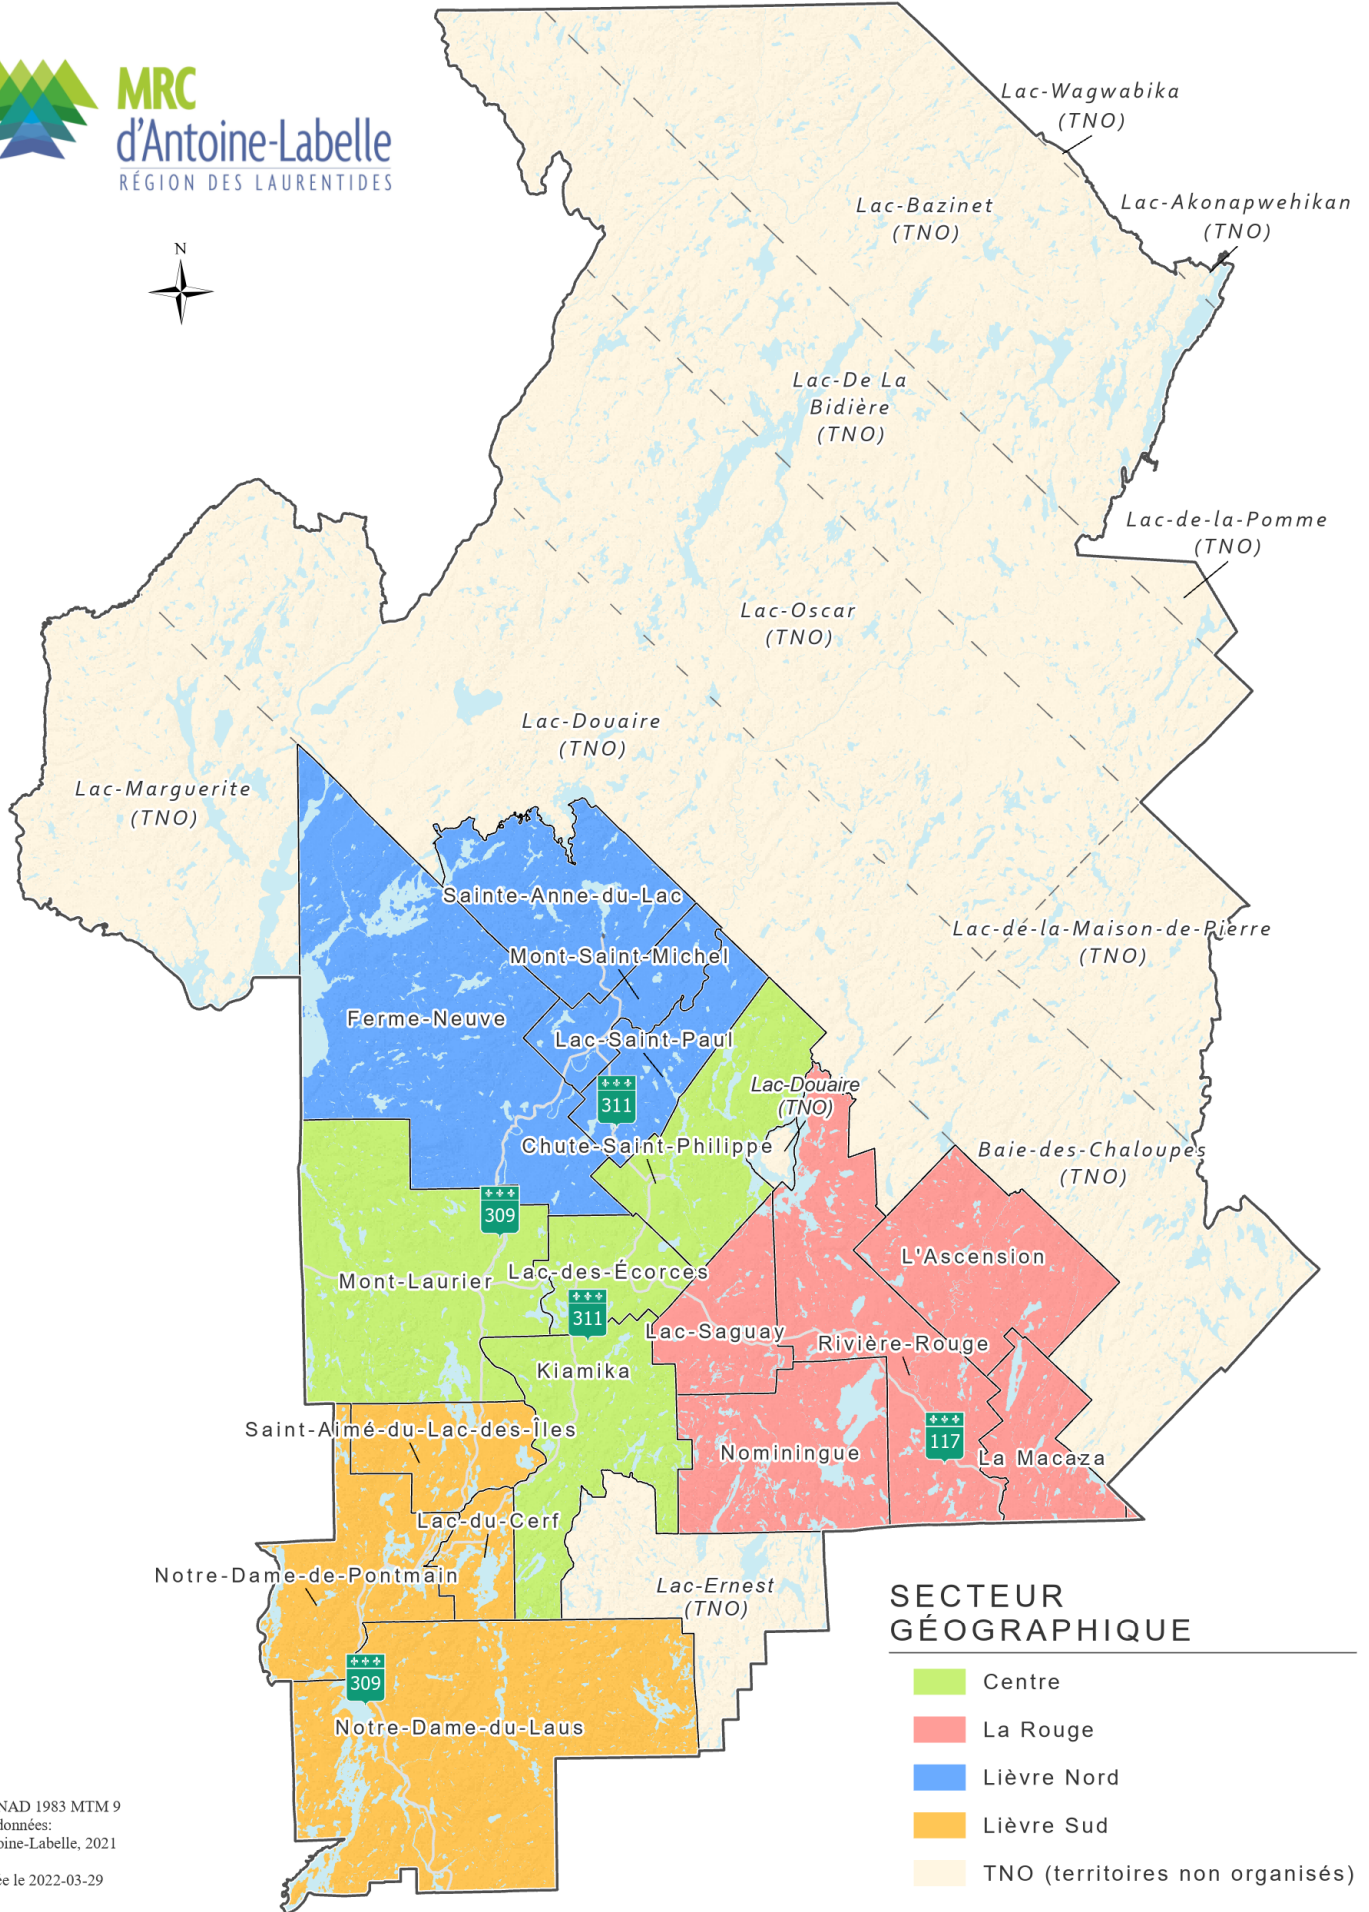 MRC
d'Antoine-Labelle
RÉGION DES LAURENTIDES
N
Lac-Wagwabika
(TNO)
Lac-Bazinet
(TNO)
Lac-Akonapwehikan
(TNO)
Lac-De La
Bidière
(TNO)
Lac-de-la-Pomme
(TNO)
Lac-Oscar
(TNO)
Lac-Douaire
(TNO)
Lac-Marguerite
(TNO)
Sainte-Anne-du-Lac
Lac-de-la-Maison-de-Pierre
(TNO)
Mont-Saint-Michel
Ferme-Neuve
Lac-Saint-Paul
Lac-Douaire
(TNO)
311
Chute-Saint-Philippe
Baie-des-Chaloupes
(TNO)
309
L'Ascension
Mont-Laurier
Lac-des-Écorces
311
Lac-Saguay
Rivière-Rouge
Kiamika
Saint-Aimé-du-Lac-des-Îles
117
Nominingue
La Macaza
Lac-du-Cerf
Notre-Dame-de-Pontmain
Lac-Ernest
(TNO)
309
Notre-Dame-du-Laus
SECTEUR
GÉOGRAPHIQUE
Centre
La Rouge
Lièvre Nord
Lièvre Sud
TNO (territoires non organisés)
NAD 1983 MTM 9
données:
oine-Labelle, 2021
ée le 2022-03-29